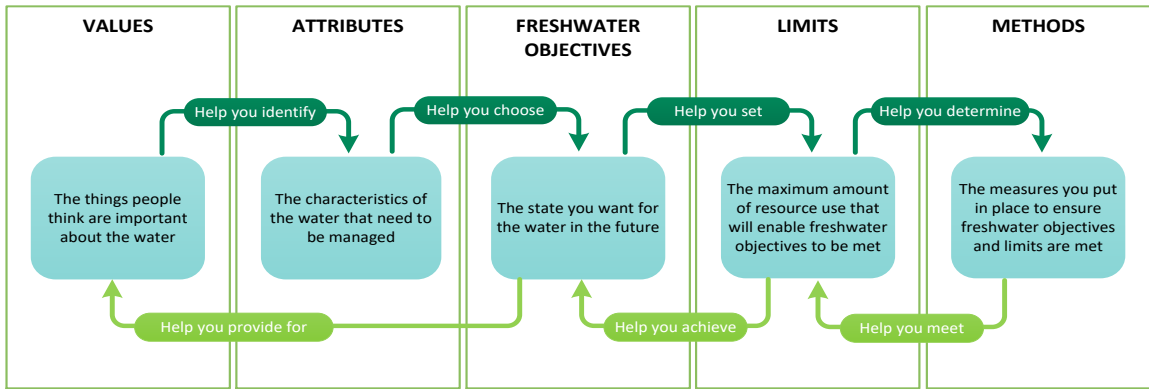 VALUES
ATTRIBUTES
FRESHWATER
OBJECTIVES
LIMITS
METHODS
Help you identify
Help you choose
Help you set
Help you determine
The things people
think are important
about the water
The characteristics of
the water that need to
be managed
The state you want for
the water in the future
The maximum amount
of resource use that
will enable freshwater
objectives to be met
The measures you put
in place to ensure
freshwater objectives
and limits are met
Help you provide for
Help you achieve
Help you meet